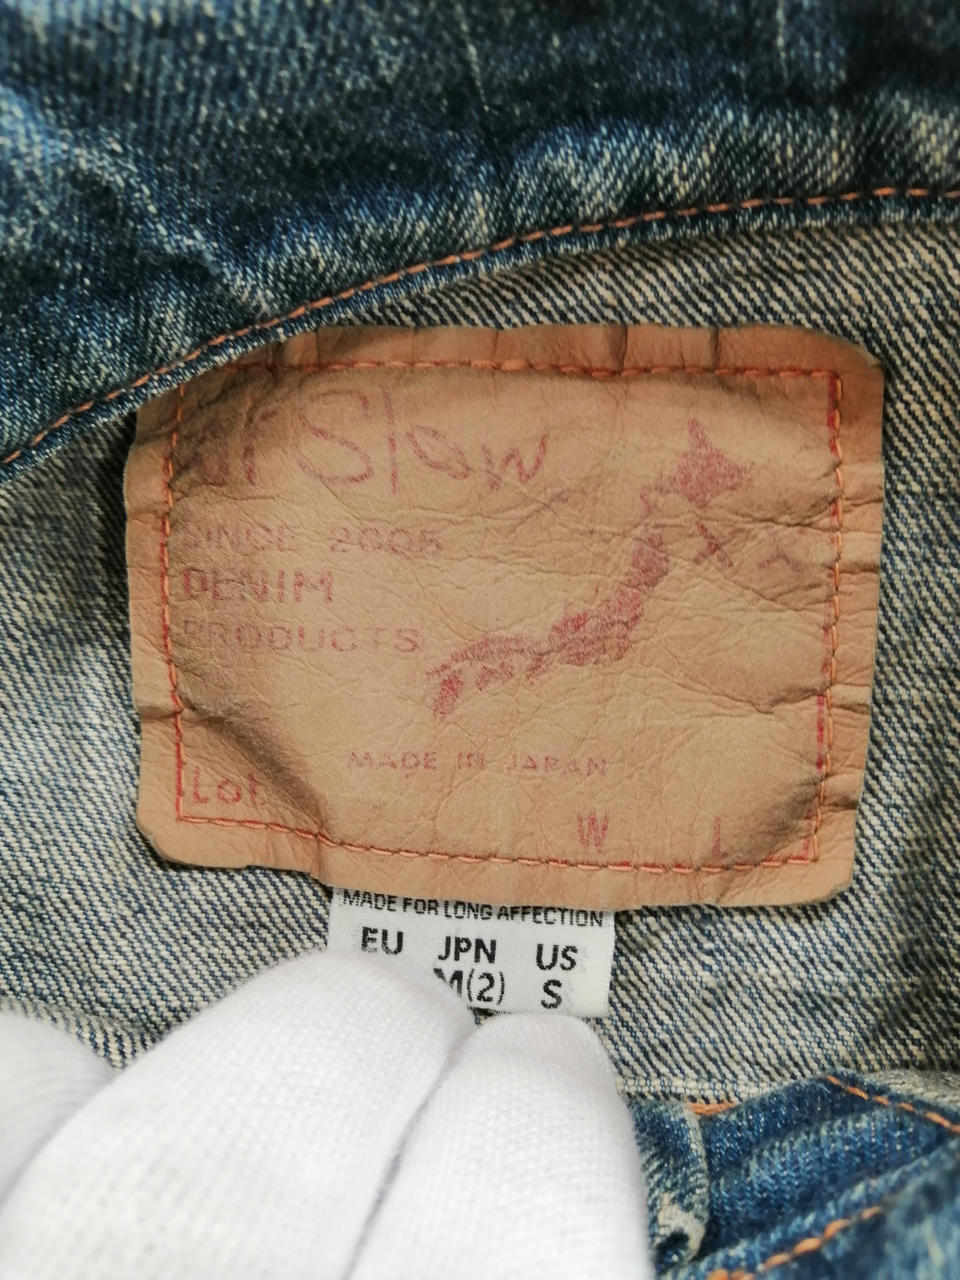 orSlow
SINCE 2005
DENIM
PRODUCTS
MADE IN JAPAN
Lot
W L
MADE FOR LONG AFFECTION
EU JPN US
M(2) S